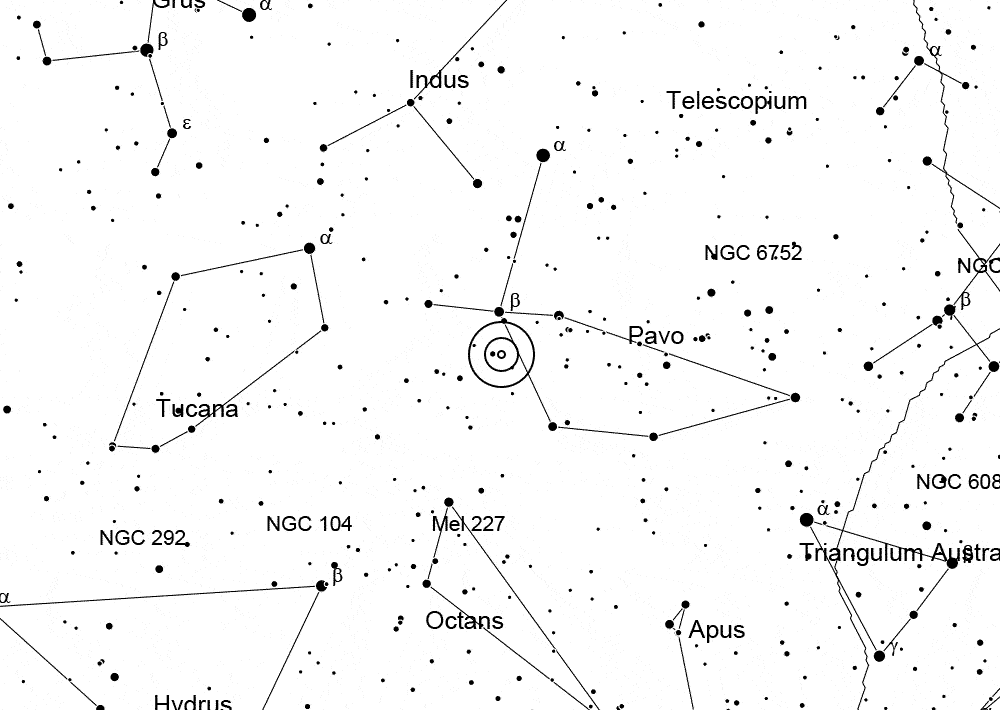 Grus
α
β
α
Indus
Telescopium
ε
α
α
NGC 6752
NGC
β
β
Pavo
Tucana
NGC 608
α
NGC 104
Mel 227
NGC 292
Triangulum Austra
β
β
α
Octans
Apus
γ
Hydrus